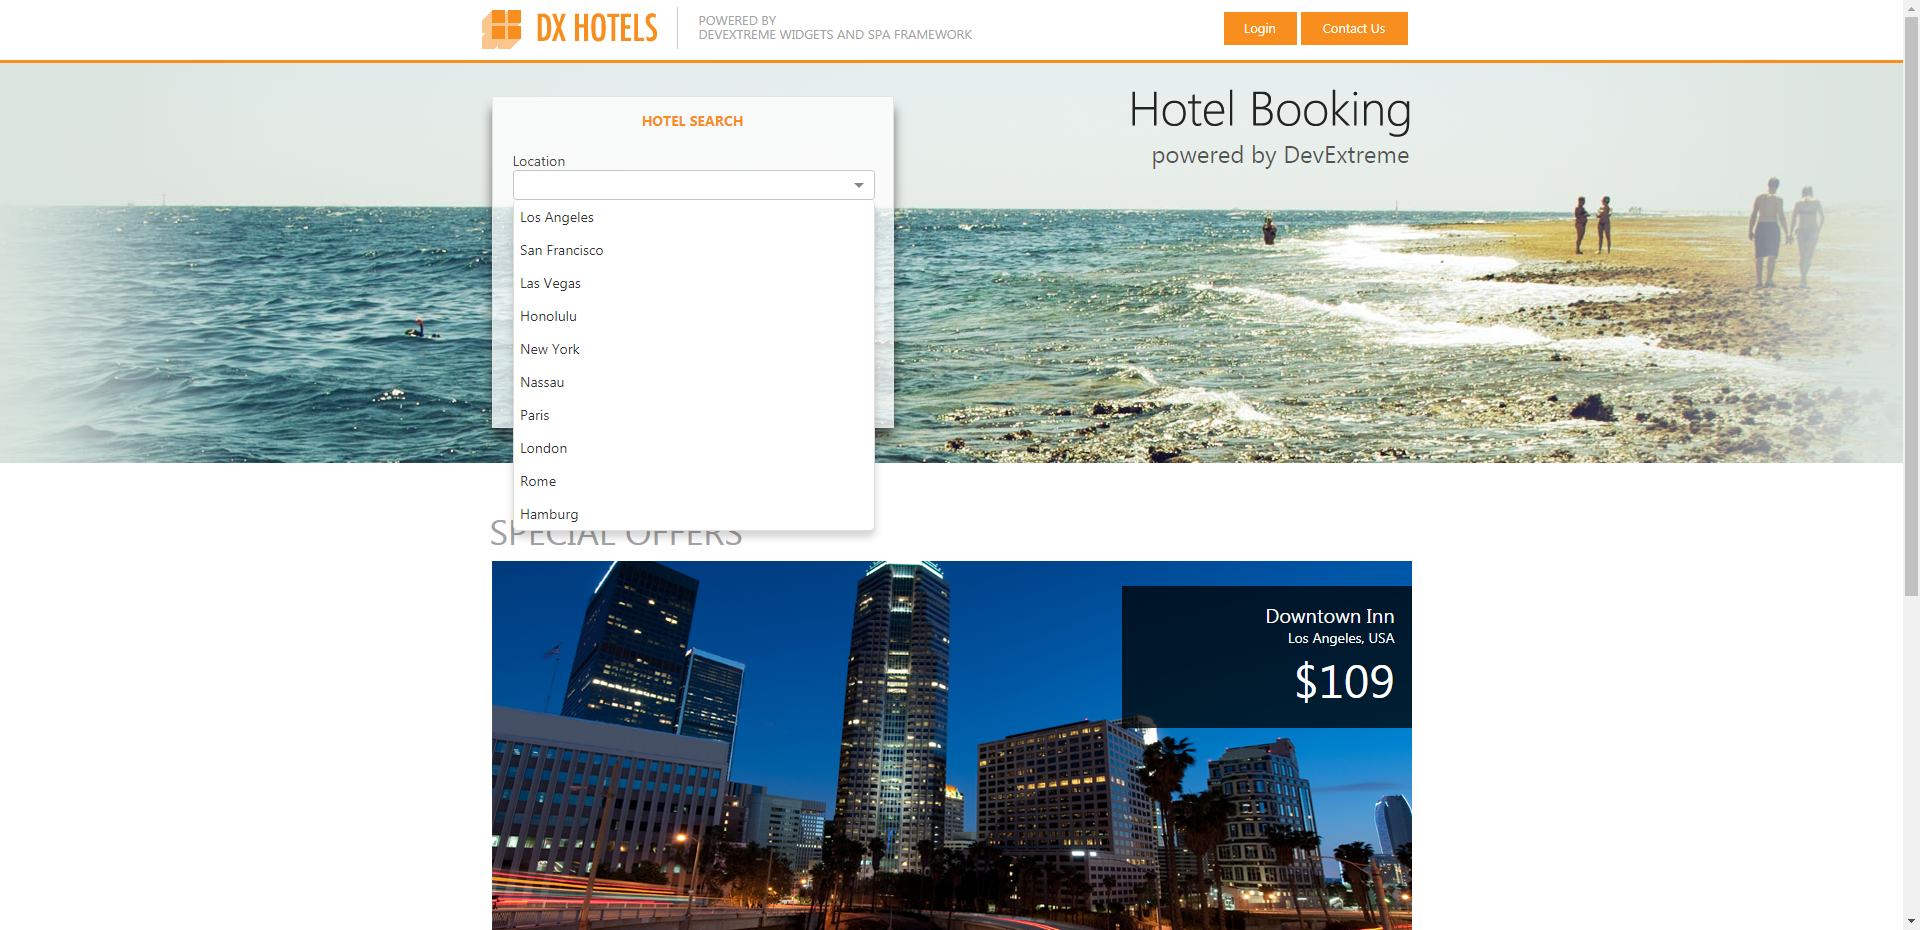 DX HOTELS
POWERED BY
DEVEXTREME WIDGETS AND SPA FRAMEWORK
Login
Contact Us
HOTEL SEARCH
Location
Los Angeles
San Francisco
Las Vegas
Honolulu
New York
Nassau
Paris
London
Rome
Hamburg
Hotel Booking
powered by DevExtreme
SPECIAL OFFERS
Downtown Inn
Los Angeles, USA
$109